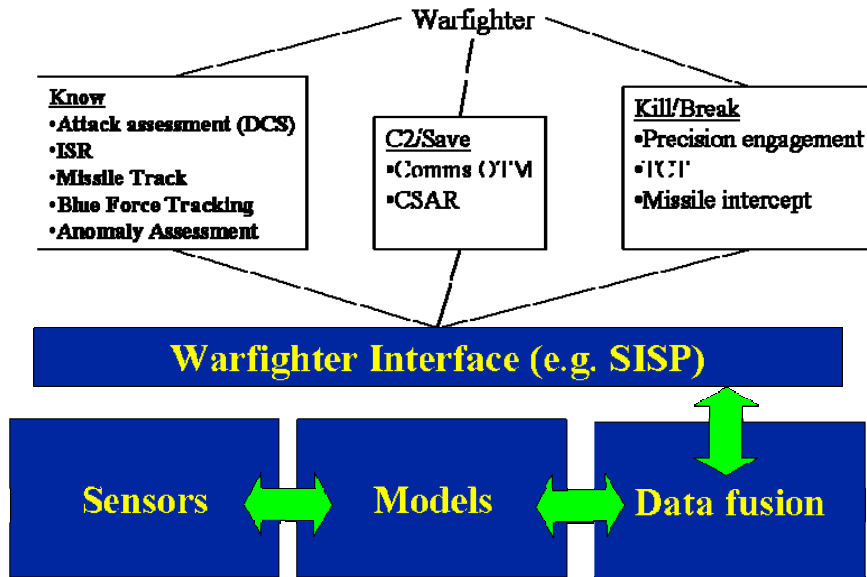 Warfighter
Know
•Attack assessment (DCS)
•ISR
•Missile Track
•Blue Force Tracking
•Anomaly Assessment
C2/Save
•Comms OTM
•CSAR
Kill/Break
•Precision engagement
•TCT
•Missile intercept
Warfighter Interface (e.g. SISP)
Sensors
Models
Data fusion